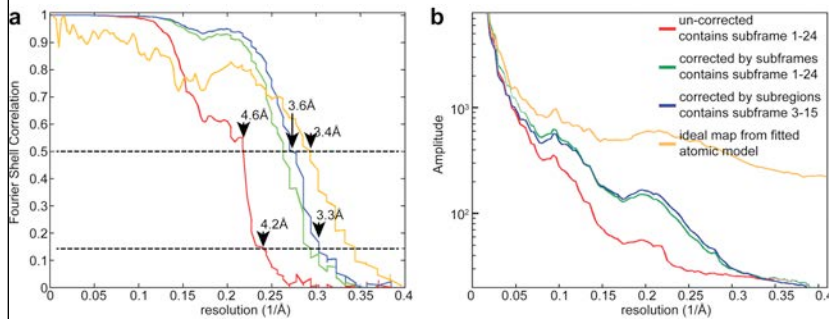 a
Fourier Shell Correlation
1
0.9
0.8
0.7
0.6
0.5
0.4
0.3
0.2
0.1
0
4.6Å
3.6Å
3.4Å
3.3Å
4.2Å
0 0.05 0.1 0.15 0.2 0.25 0.3 0.35 0.4
resolution (1/Å)
b
Amplitude
10³
10²
un-corrected
contains subframe 1-24
corrected by subframes
contains subframe 1-24
corrected by subregions
contains subframe 3-15
ideal map from fitted
atomic model
0 0.05 0.1 0.15 0.2 0.25 0.3 0.35 0.4
resolution (1/Å)